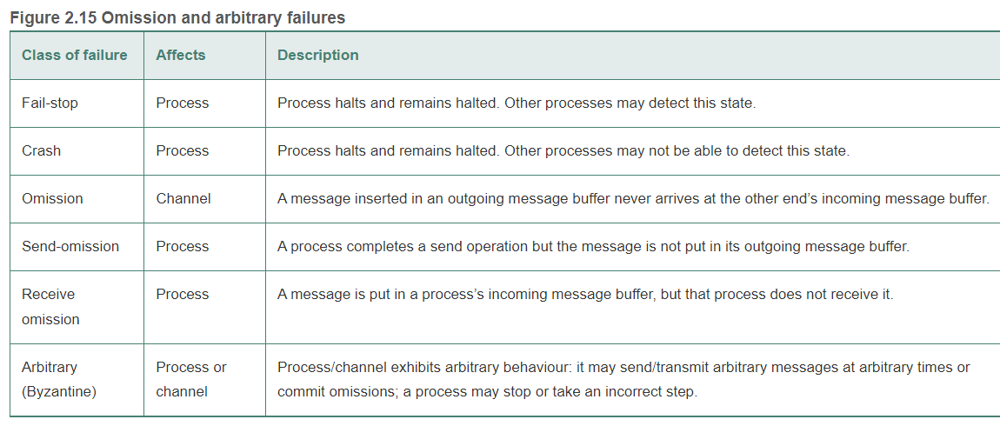 Figure 2.15 Omission and arbitrary failures
Class of failure Affects Description
Fail-stop Process Process halts and remains halted. Other processes may detect this state.
Crash Process Process halts and remains halted. Other processes may not be able to detect this state.
Omission Channel A message inserted in an outgoing message buffer never arrives at the other end’s incoming message buffer.
Send-omission Process A process completes a send operation but the message is not put in its outgoing message buffer.
Receive
omission
Process
A message is put in a process’s incoming message buffer, but that process does not receive it.
Arbitrary
(Byzantine)
Process or
channel
Process/channel exhibits arbitrary behaviour: it may send/transmit arbitrary messages at arbitrary times or
commit omissions; a process may stop or take an incorrect step.